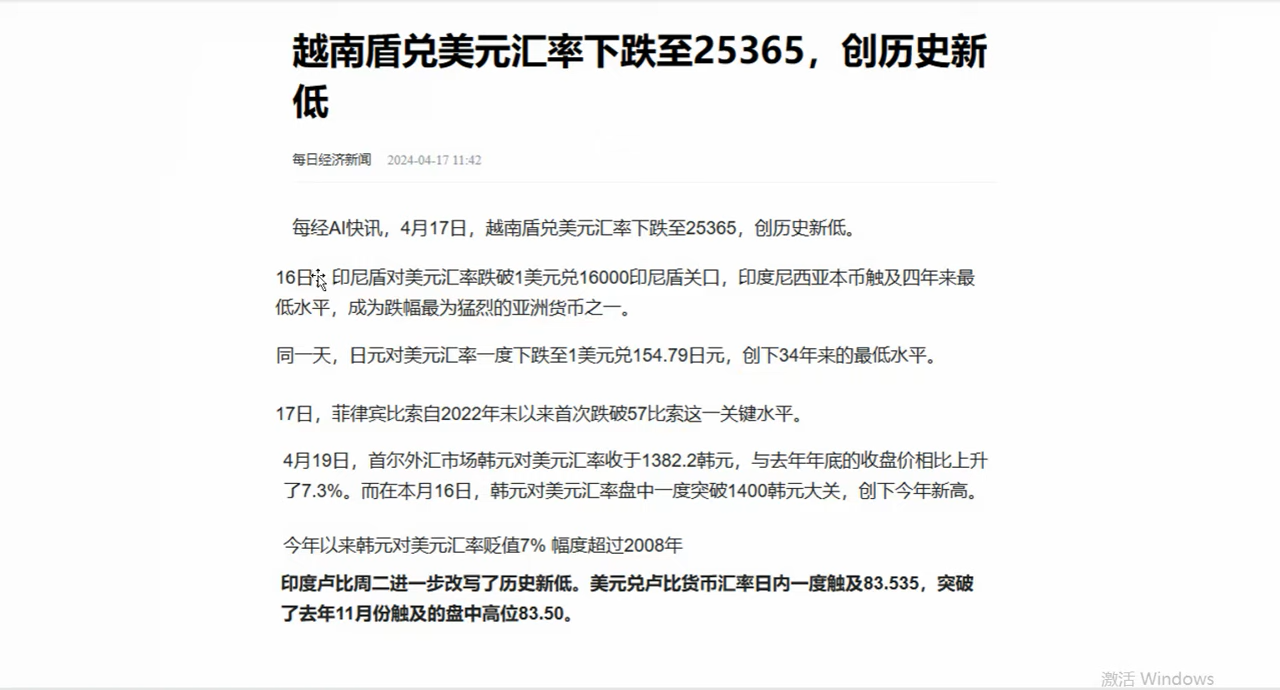 越南盾兑美元汇率下跌至25365，创历史新
低
每日经济新闻 2024-04-17 11:42
每经AI快讯，4月17日，越南盾兑美元汇率下跌至25365，创历史新低。
16日，印尼盾对美元汇率跌破1美元兑16000印尼盾关口，印度尼西亚本币触及四年来最
低水平，成为跌幅最为猛烈的亚洲货币之一。
同一天，日元对美元汇率一度下跌至1美元兑154.79日元，创下34年来的最低水平。
17日，菲律宾比索自2022年末以来首次跌破57比索这一关键水平。
4月19日，首尔外汇市场韩元对美元汇率收于1382.2韩元，与去年年底的收盘价相比上升
了7.3%。而在本月16日，韩元对美元汇率盘中一度突破1400韩元大关，创下今年新高。
今年以来韩元对美元汇率贬值7% 幅度超过2008年
印度卢比周二进一步改写了历史新低。美元兑卢比货币汇率日内一度触及83.535，突破
了去年11月份触及的盘中高位83.50。
激活 Windows